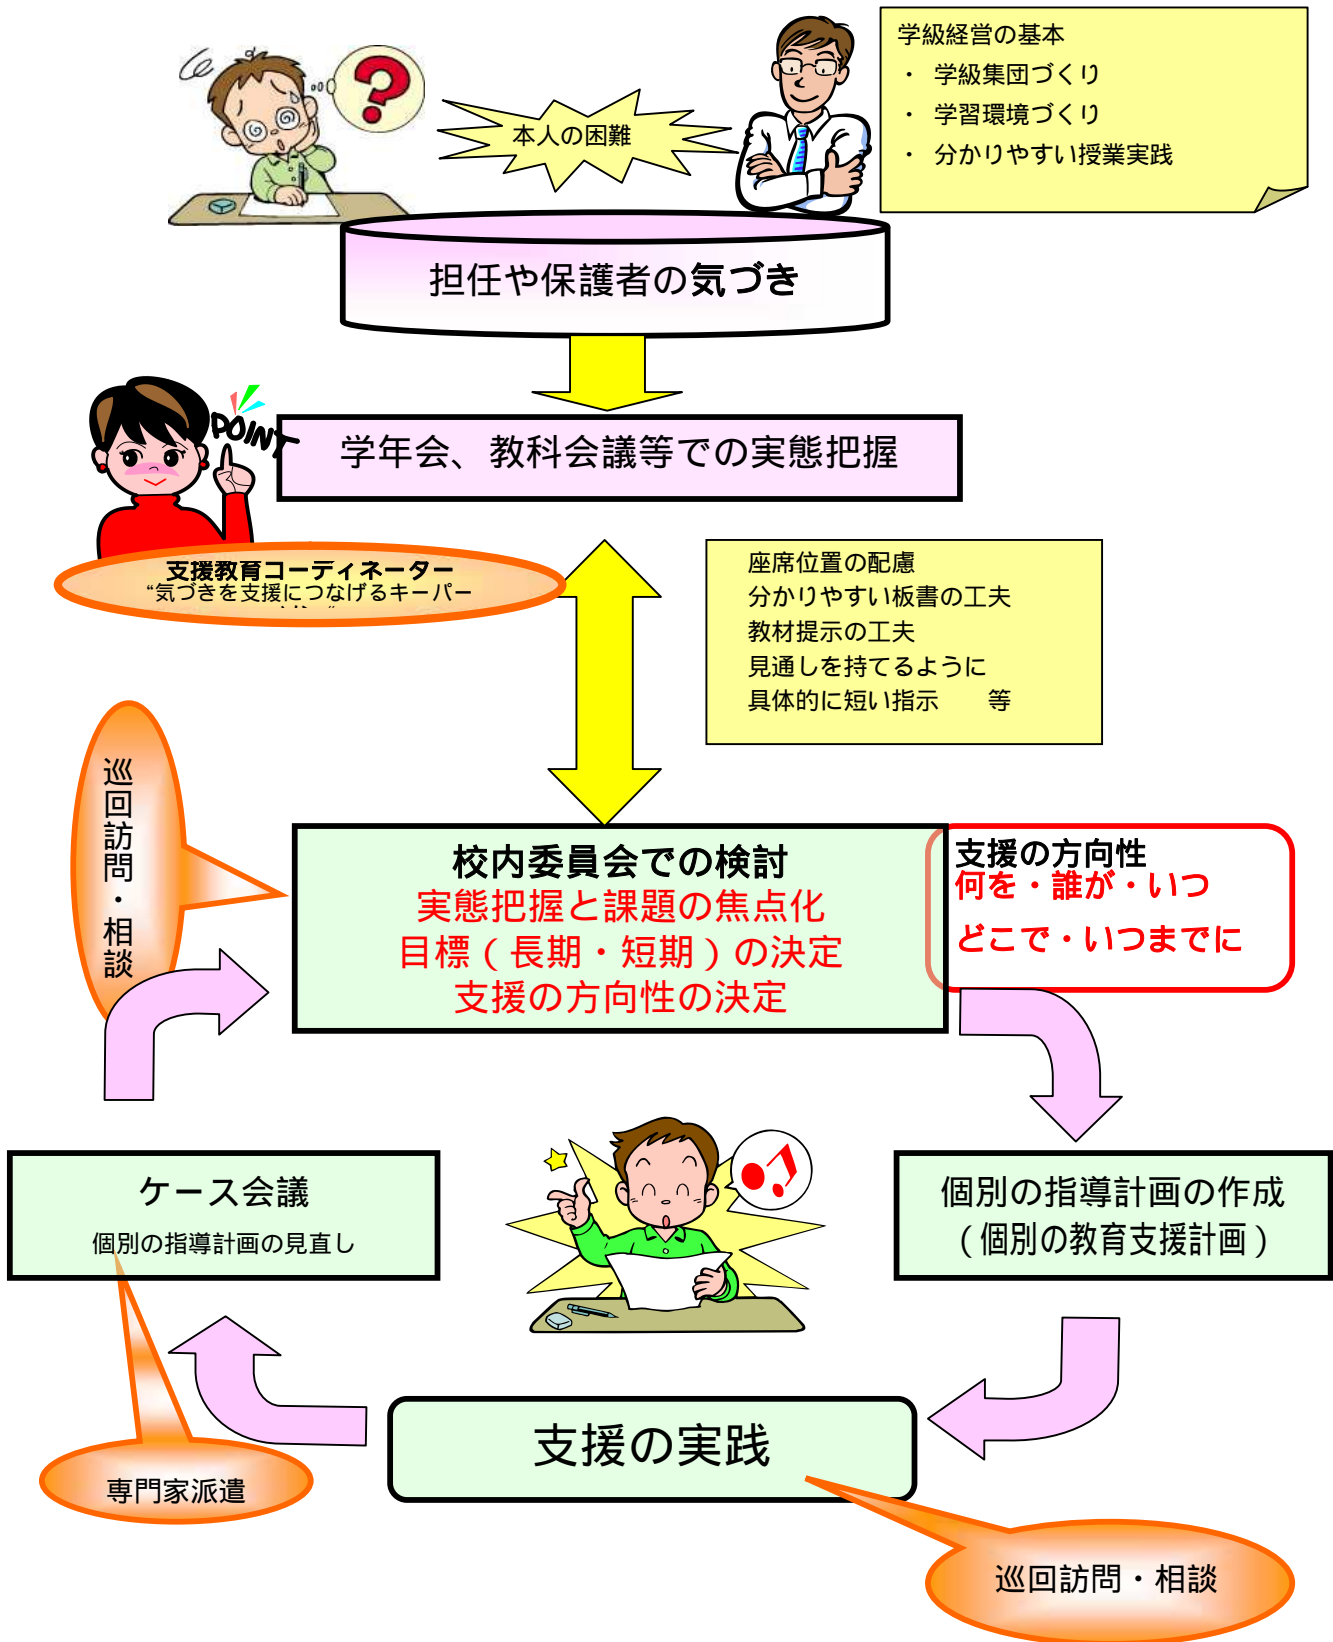 学級経営の基本
・ 学級集団づくり
・ 学習環境づくり
・ 分かりやすい授業実践
本人の困難
担任や保護者の気づき
POINT
学年会、教科会議等での実態把握
支援教育コーディネーター
“気づきを支援につなげるキーパー
座席位置の配慮
分かりやすい板書の工夫
教材提示の工夫
見通しを持てるように
具体的に短い指示　　等
巡回訪問・相談
校内委員会での検討
実態把握と課題の焦点化
目標（長期・短期）の決定
支援の方向性の決定
支援の方向性
何を・誰が・いつ
どこで・いつまでに
ケース会議
個別の指導計画の見直し
個別の指導計画の作成
（個別の教育支援計画）
支援の実践
専門家派遣
巡回訪問・相談